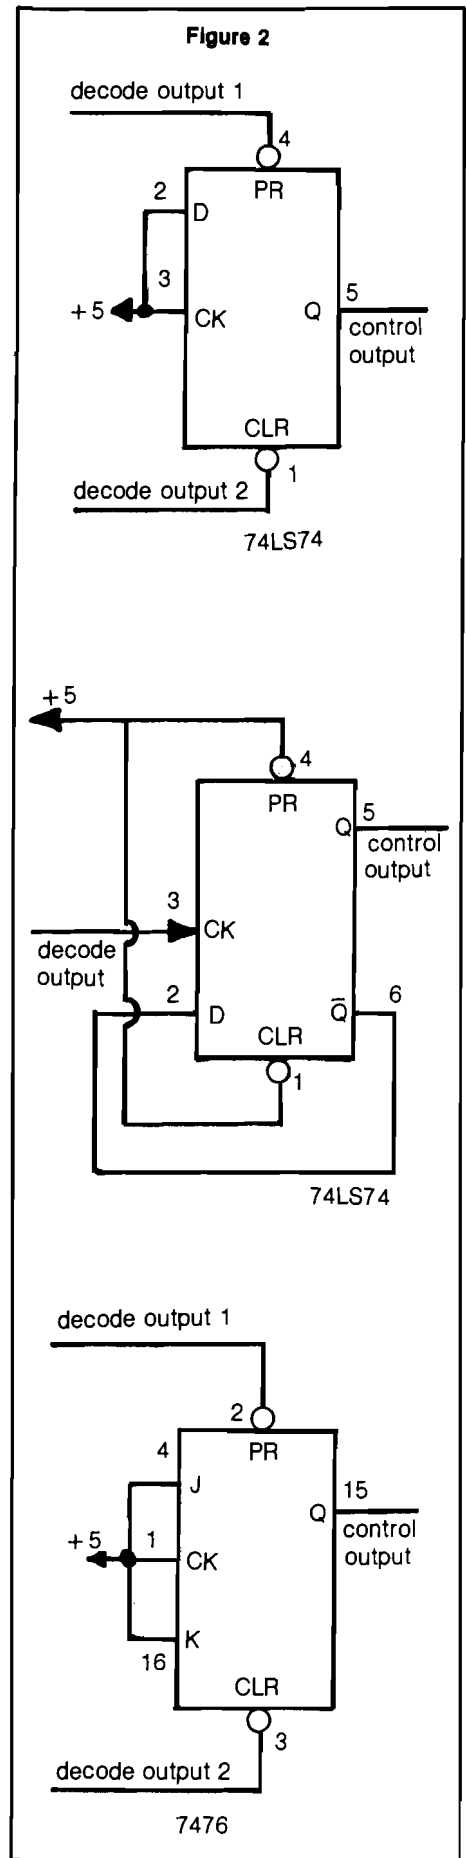 Figure 2
decode output 1
4
PR
2
D
3
+5
CK
Q
5
control
output
CLR
1
decode output 2
74LS74
+5
4
PR
Q
5
control
output
3
CK
decode
output
2
D
Q̅
6
CLR
1
74LS74
decode output 1
2
PR
4
J
15
Q
control
output
+5
1
CK
K
16
CLR
3
decode output 2
7476